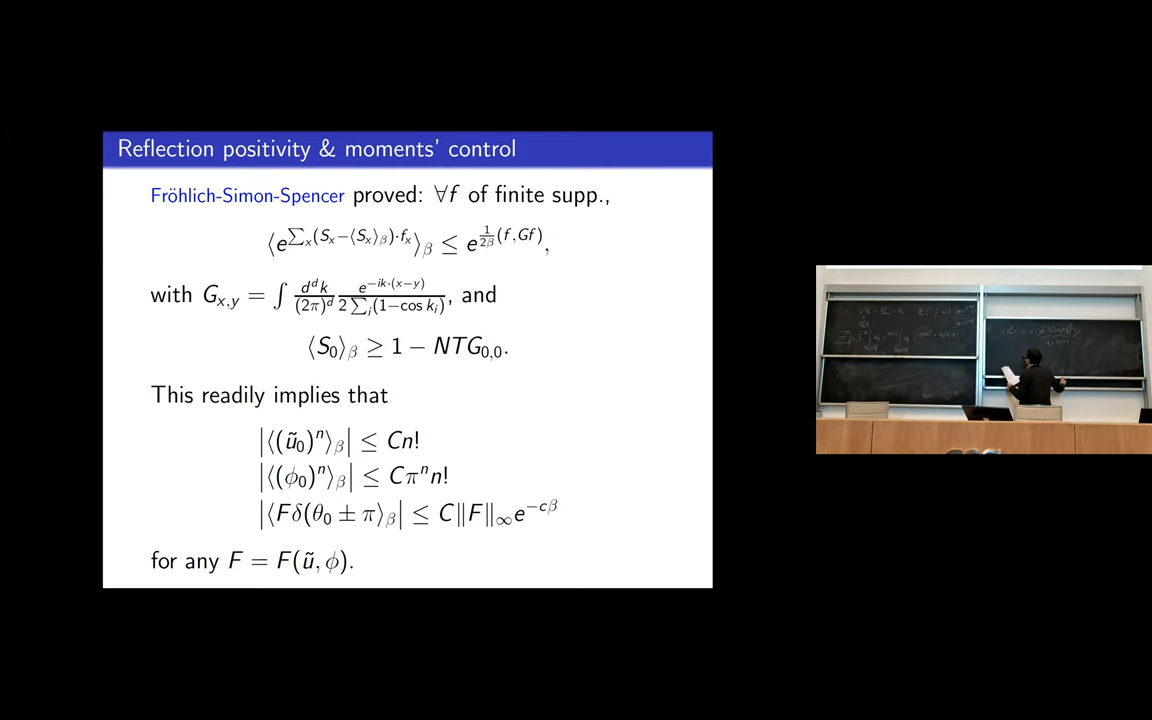 Reflection positivity & moments' control
Fröhlich-Simon-Spencer proved: ∀f of finite supp.,
⟨e^{∑_x(S_x−⟨S_x⟩_β)·f_x}⟩_β ≤ e^{\frac{1}{2β}(f,Gf)},
with G_{x,y} = ∫ \frac{d^d k}{(2π)^d} \frac{e^{−ik·(x−y)}}{2∑_i(1−cos k_i)}, and
⟨S_0⟩_β ≥ 1 − NTG_{0,0}.
This readily implies that
|⟨(ũ_0)^n⟩_β| ≤ Cn!
|⟨(ϕ_0)^n⟩_β| ≤ Cπ^n n!
|⟨Fδ(θ_0 ± π⟩_β| ≤ C‖F‖_∞ e^{−cβ}
for any F = F(ũ, ϕ).